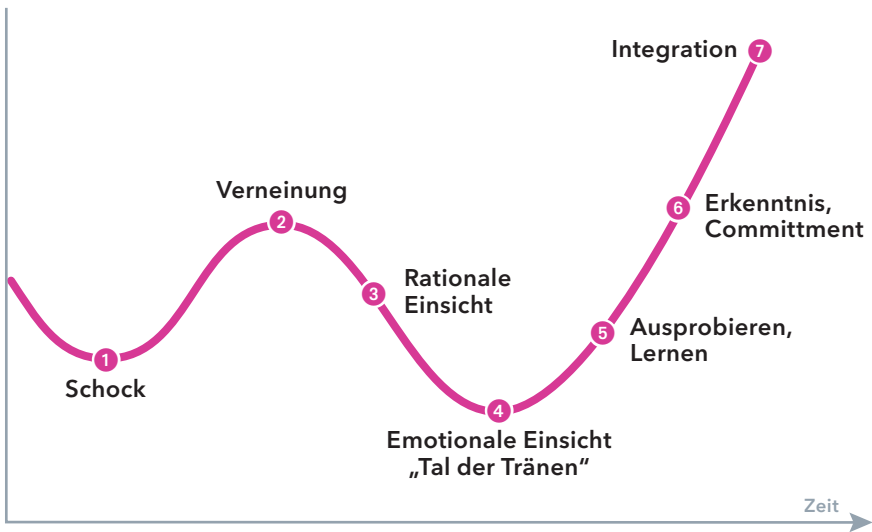 Integration 7
Verneinung
2
6 Erkenntnis,
Committment
3 Rationale
Einsicht
5 Ausprobieren,
Lernen
1
Schock
4
Emotionale Einsicht
„Tal der Tränen“
Zeit